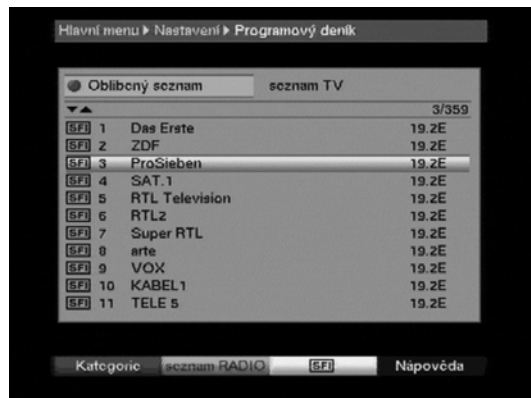 Hlavní menu ▶ Nastavení ▶ Programový deník
Oblíbený seznam seznam TV
▼▲ 3/359
SFI 1 Das Erste 19.2E
SFI 2 ZDF 19.2E
SFI 3 ProSieben 19.2E
SFI 4 SAT.1 19.2E
SFI 5 RTL Television 19.2E
SFI 6 RTL2 19.2E
SFI 7 Super RTL 19.2E
SFI 8 arte 19.2E
SFI 9 VOX 19.2E
SFI 10 KABEL1 19.2E
SFI 11 TELE 5 19.2E
Kategorie seznam RADIO SFI Nápověda